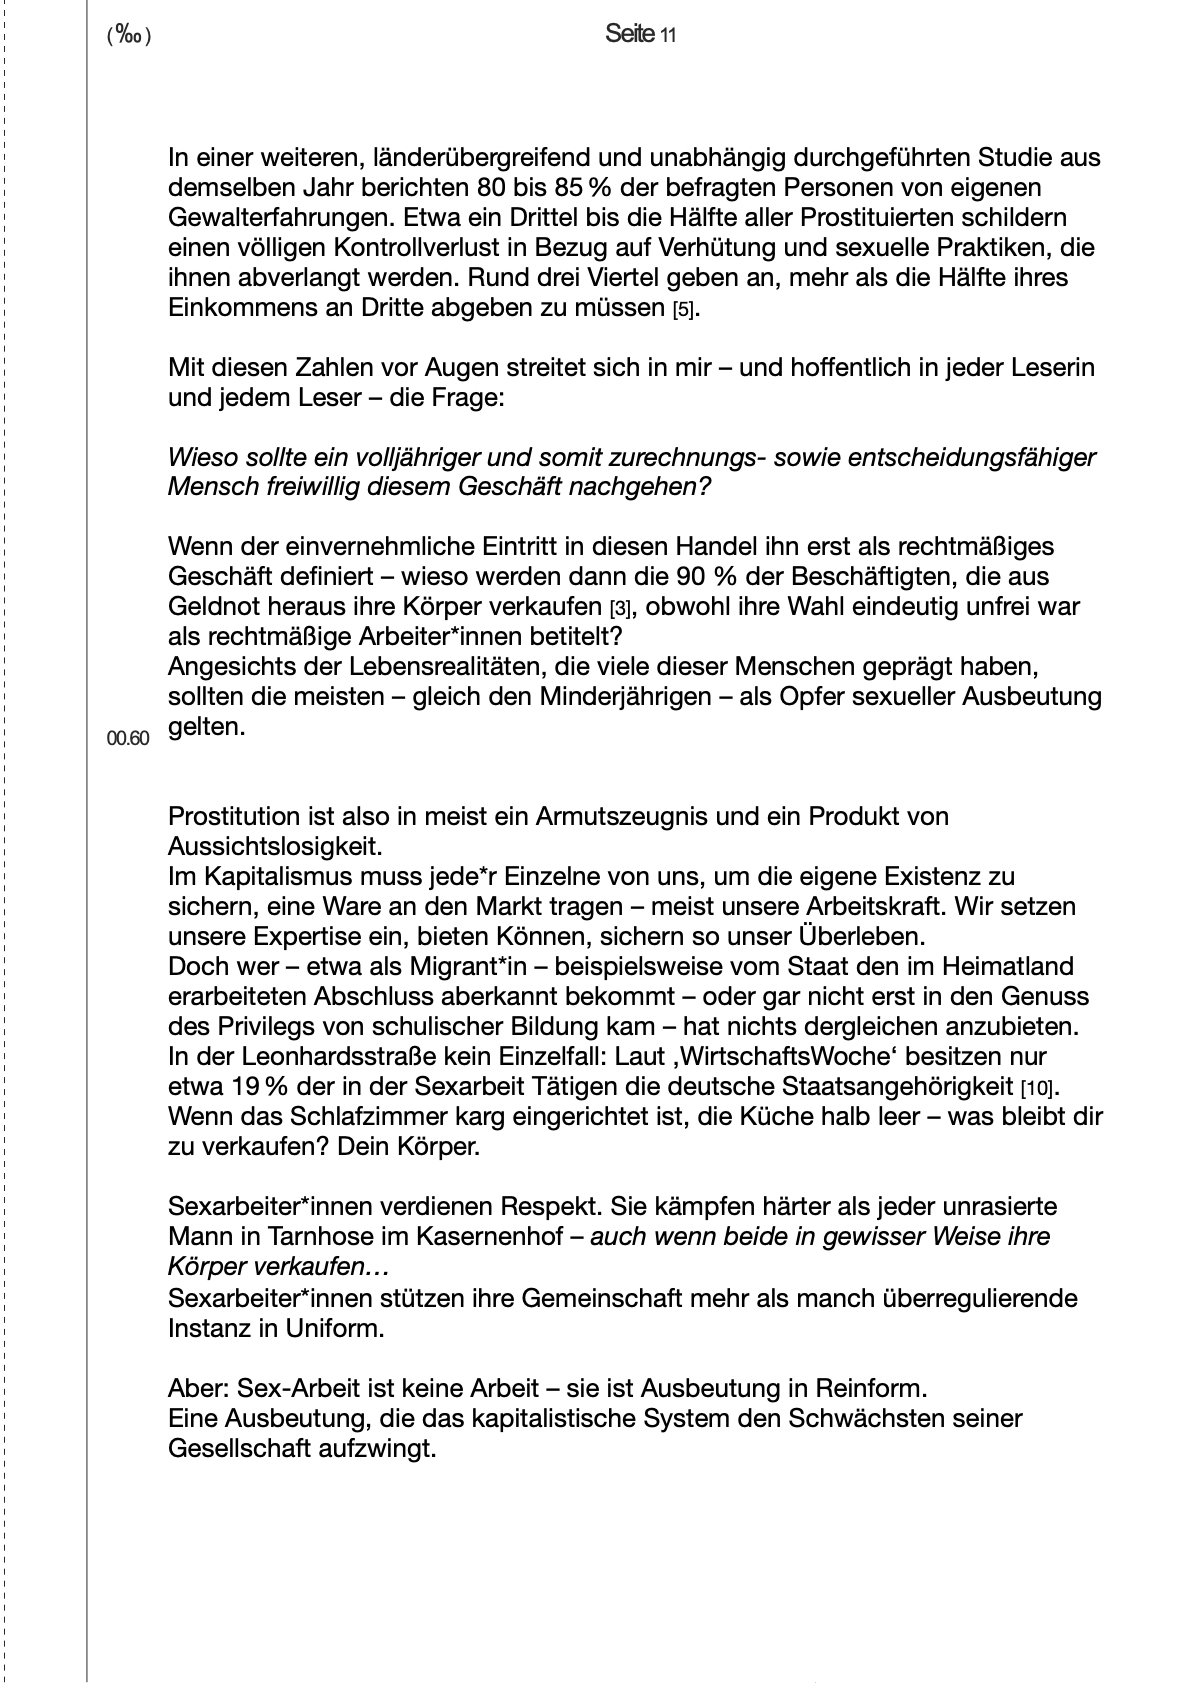 (‰)
Seite 11
In einer weiteren, länderübergreifend und unabhängig durchgeführten Studie aus
demselben Jahr berichten 80 bis 85 % der befragten Personen von eigenen
Gewalterfahrungen. Etwa ein Drittel bis die Hälfte aller Prostituierten schildern
einen völligen Kontrollverlust in Bezug auf Verhütung und sexuelle Praktiken, die
ihnen abverlangt werden. Rund drei Viertel geben an, mehr als die Hälfte ihres
Einkommens an Dritte abgeben zu müssen [5].
Mit diesen Zahlen vor Augen streitet sich in mir – und hoffentlich in jeder Leserin
und jedem Leser – die Frage:
Wieso sollte ein volljähriger und somit zurechnungs- sowie entscheidungsfähiger
Mensch freiwillig diesem Geschäft nachgehen?
Wenn der einvernehmliche Eintritt in diesen Handel ihn erst als rechtmäßiges
Geschäft definiert – wieso werden dann die 90 % der Beschäftigten, die aus
Geldnot heraus ihre Körper verkaufen [3], obwohl ihre Wahl eindeutig unfrei war
als rechtmäßige Arbeiter*innen betitelt?
Angesichts der Lebensrealitäten, die viele dieser Menschen geprägt haben,
sollten die meisten – gleich den Minderjährigen – als Opfer sexueller Ausbeutung
gelten.
00.60
Prostitution ist also in meist ein Armutszeugnis und ein Produkt von
Aussichtslosigkeit.
Im Kapitalismus muss jede*r Einzelne von uns, um die eigene Existenz zu
sichern, eine Ware an den Markt tragen – meist unsere Arbeitskraft. Wir setzen
unsere Expertise ein, bieten Können, sichern so unser Überleben.
Doch wer – etwa als Migrant*in – beispielsweise vom Staat den im Heimatland
erarbeiteten Abschluss aberkannt bekommt – oder gar nicht erst in den Genuss
des Privilegs von schulischer Bildung kam – hat nichts dergleichen anzubieten.
In der Leonhardsstraße kein Einzelfall: Laut ‚WirtschaftsWoche‘ besitzen nur
etwa 19 % der in der Sexarbeit Tätigen die deutsche Staatsangehörigkeit [10].
Wenn das Schlafzimmer karg eingerichtet ist, die Küche halb leer – was bleibt dir
zu verkaufen? Dein Körper.
Sexarbeiter*innen verdienen Respekt. Sie kämpfen härter als jeder unrasierte
Mann in Tarnhose im Kasernenhof – auch wenn beide in gewisser Weise ihre
Körper verkaufen…
Sexarbeiter*innen stützen ihre Gemeinschaft mehr als manch überregulierende
Instanz in Uniform.
Aber: Sex-Arbeit ist keine Arbeit – sie ist Ausbeutung in Reinform.
Eine Ausbeutung, die das kapitalistische System den Schwächsten seiner
Gesellschaft aufzwingt.